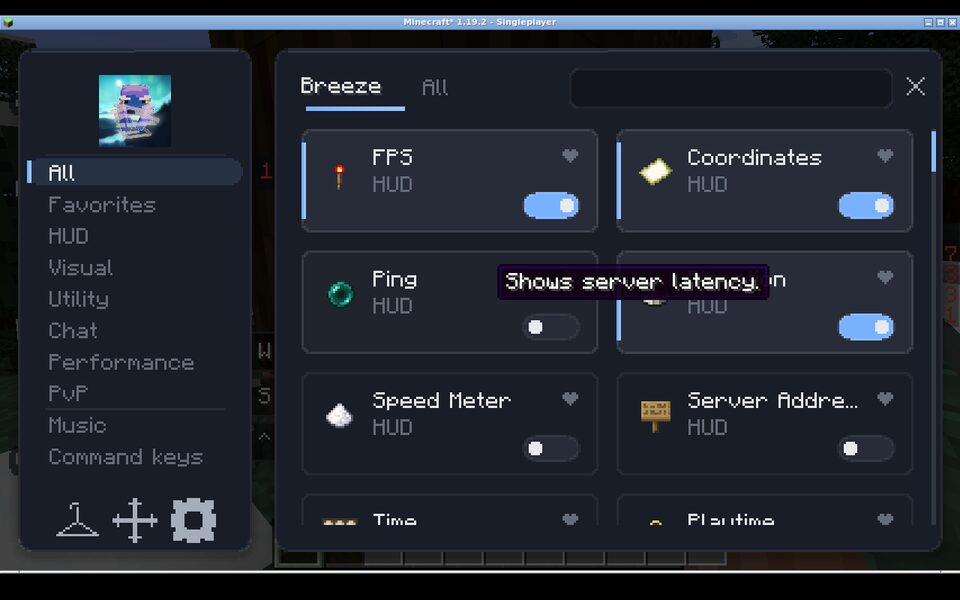 Minecraft* 1.19.2 - Singleplayer
Breeze
All
All
Favorites
HUD
Visual
Utility
Chat
Performance
PvP
Music
Command keys
FPS
HUD
Coordinates
HUD
Ping
HUD
Shows server latency.
HUD
Speed Meter
HUD
Server Addre...
HUD
Time
Playtime
W
S